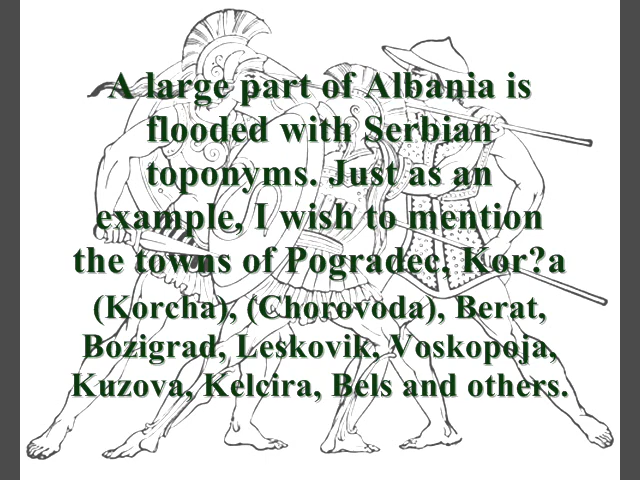 A large part of Albania is
flooded with Serbian
toponyms. Just as an
example, I wish to mention
the towns of Pogradec, Kor?a
(Korcha), (Chorovoda), Berat,
Bozigrad, Leskovik, Voskopoja,
Kuzova, Kelcira, Bels and others.